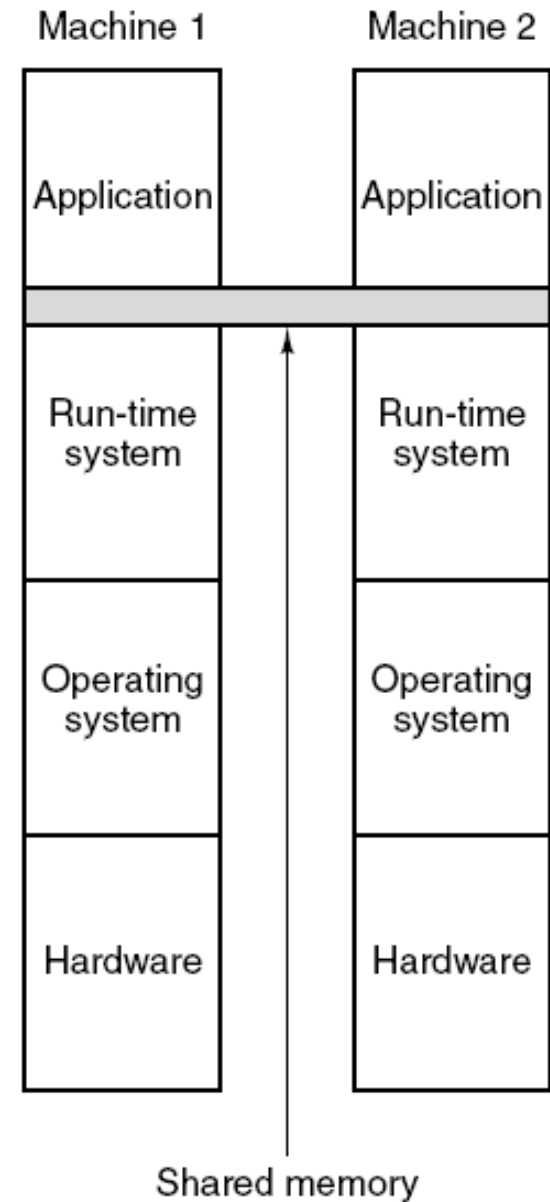 Machine 1
Machine 2
Application
Application
Run-time
system
Run-time
system
Operating
system
Operating
system
Hardware
Hardware
Shared memory